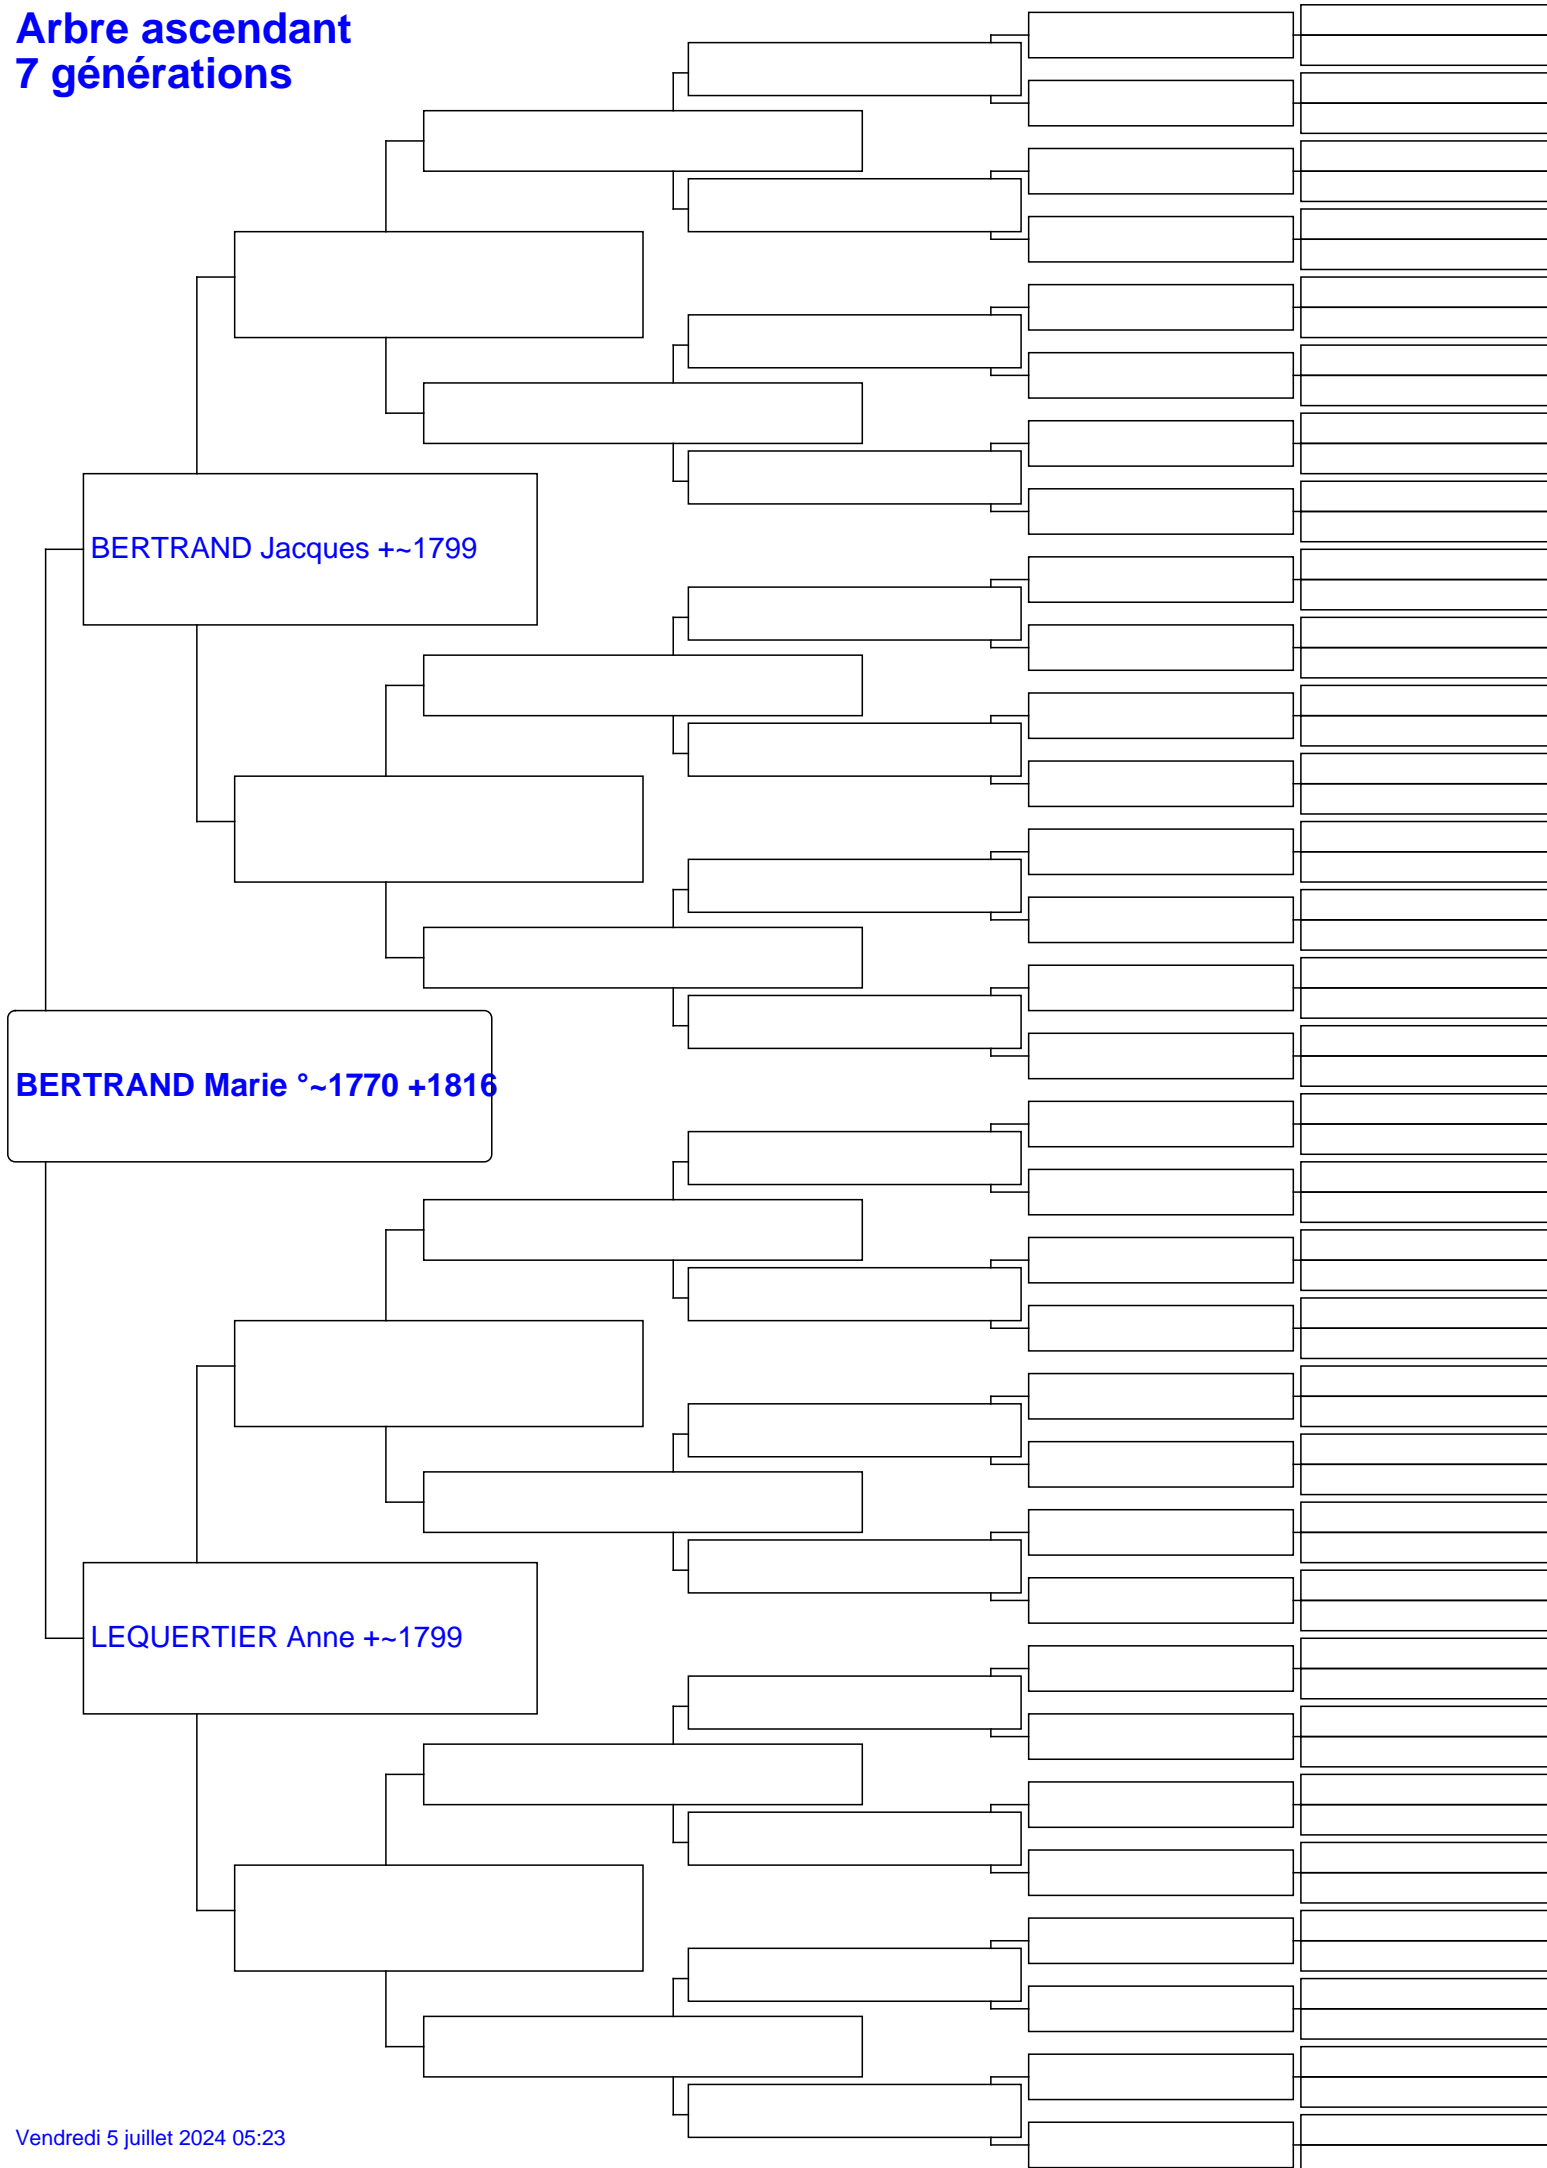 Arbre ascendant
7 générations
BERTRAND Jacques +~1799
BERTRAND Marie °~1770 +1816
LEQUERTIER Anne +~1799
Vendredi 5 juillet 2024 05:23